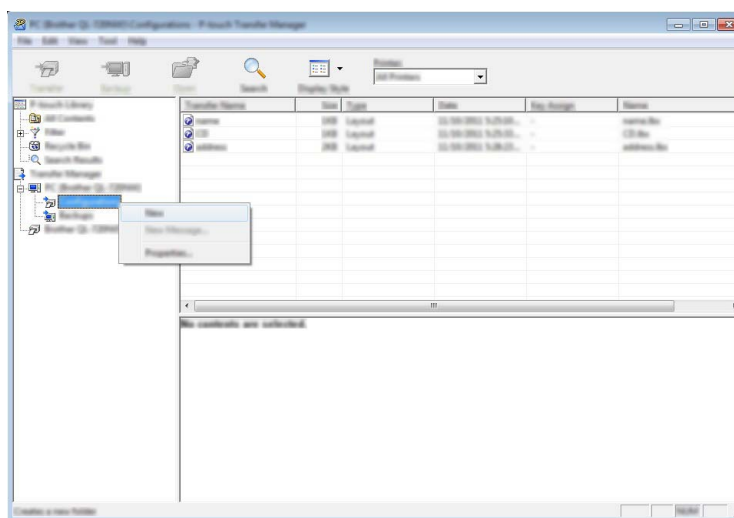 PC (Brother QL-720NW) Configurations - P-touch Transfer Manager
File Edit View Tool Help
Transfer Backup Open Search Display Style
Printer:
All Printers
P-touch Library
All Contents
Filter
Recycle Bin
Search Results
Transfer Manager
PC (Brother QL-720NW)
Configurations
Backups
Brother QL-720NW
Transfer Name Size Type Date Key Assign Name
name 1KB Layout - name.lbx
CD 1KB Layout - CD.lbx
address 2KB Layout - address.lbx
New
New Message...
Properties...
No contents are selected.
Creates a new folder NUM